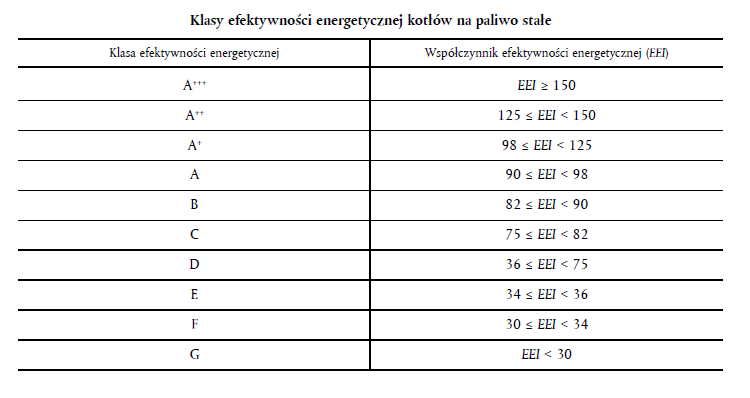 Klasy efektywności energetycznej kotłów na paliwo stałe
Klasa efektywności energetycznej Współczynnik efektywności energetycznej (EEI)
A⁺⁺⁺ EEI ≥ 150
A⁺⁺ 125 ≤ EEI < 150
A⁺ 98 ≤ EEI < 125
A 90 ≤ EEI < 98
B 82 ≤ EEI < 90
C 75 ≤ EEI < 82
D 36 ≤ EEI < 75
E 34 ≤ EEI < 36
F 30 ≤ EEI < 34
G EEI < 30